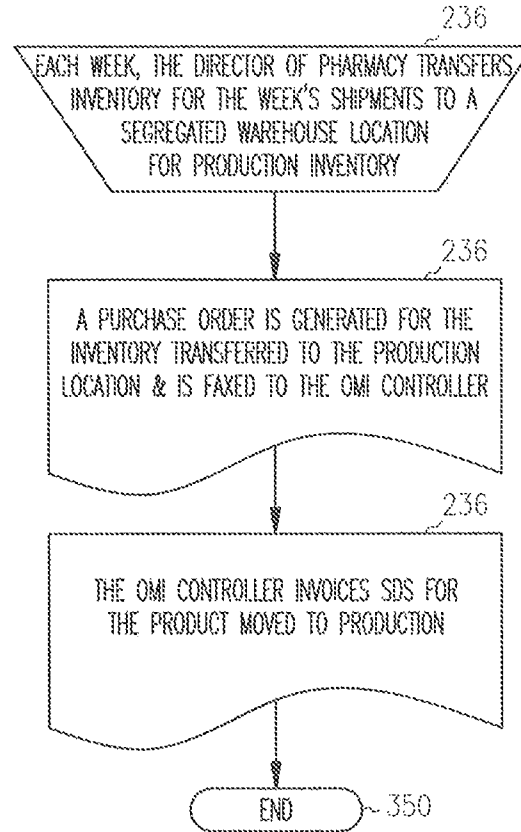 236
EACH WEEK, THE DIRECTOR OF PHARMACY TRANSFERS
INVENTORY FOR THE WEEK'S SHIPMENTS TO A
SEGREGATED WAREHOUSE LOCATION
FOR PRODUCTION INVENTORY
236
A PURCHASE ORDER IS GENERATED FOR THE
INVENTORY TRANSFERRED TO THE PRODUCTION
LOCATION & IS FAXED TO THE OMI CONTROLLER
236
THE OMI CONTROLLER INVOICES SDS FOR
THE PRODUCT MOVED TO PRODUCTION
END
350